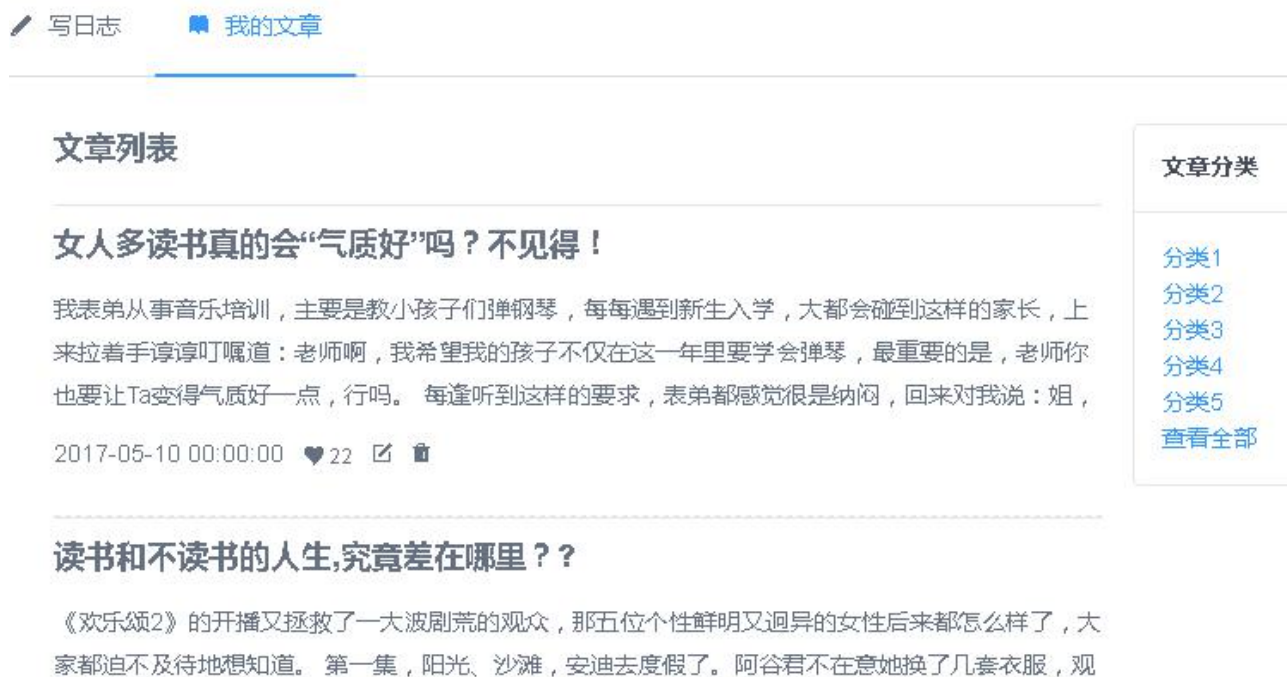 写日志
我的文章
文章列表
女人多读书真的会“气质好”吗？不见得！
我表弟从事音乐培训，主要是教小孩子们弹钢琴，每每遇到新生入学，大都会碰到这样的家长，上
来拉着手谆谆叮嘱道：老师啊，我希望我的孩子不仅在这一年里要学会弹琴，最重要的是，老师你
也要让Ta变得气质好一点，行吗。 每逢听到这样的要求，表弟都感觉很是纳闷，回来对我说：姐，
2017-05-10 00:00:00 22
读书和不读书的人生,究竟差在哪里？？
《欢乐颂2》的开播又拯救了一大波剧荒的观众，那五位个性鲜明又迥异的女性后来都怎么样了，大
家都迫不及待地想知道。 第一集，阳光、沙滩，安迪去度假了。阿谷君不在意她换了几套衣服，观
文章分类
分类1
分类2
分类3
分类4
分类5
查看全部